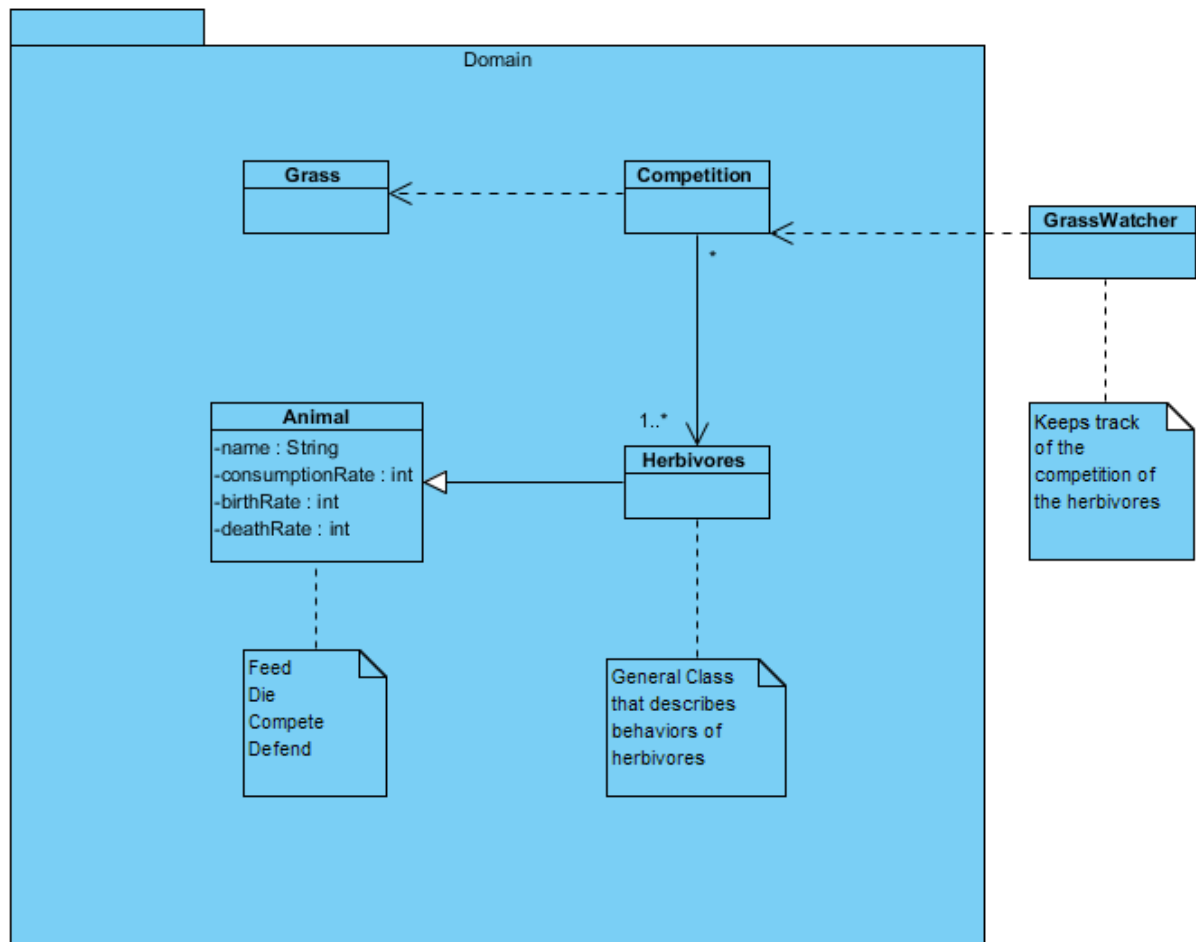 Domain
Grass
Competition
GrassWatcher
*
1..*
Animal
-name : String
-consumptionRate : int
-birthRate : int
-deathRate : int
Herbivores
Keeps track
of the
competition of
the herbivores
Feed
Die
Compete
Defend
General Class
that describes
behaviors of
herbivores